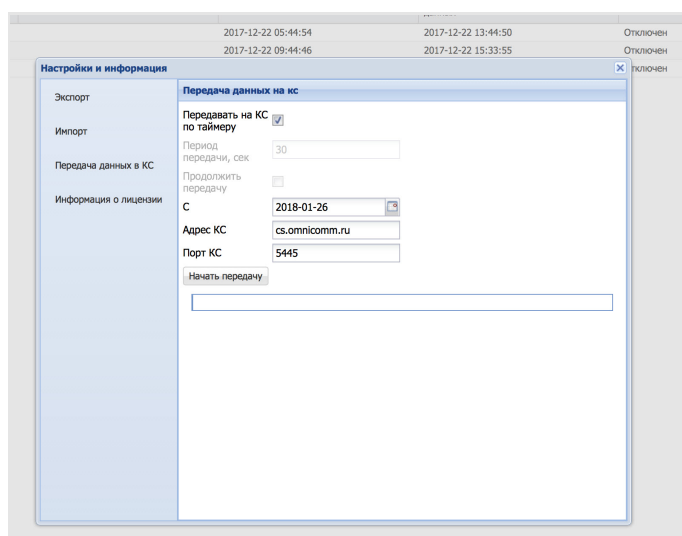 2017-12-22 05:44:54 2017-12-22 13:44:50 Отключен
2017-12-22 09:44:46 2017-12-22 15:33:55 Отключен
Настройки и информация
тключен
Экспорт
Импорт
Передача данных в КС
Информация о лицензии
Передача данных на кс
Передавать на КС
по таймеру
Период
передачи, сек
30
Продолжить
передачу
С
2018-01-26
Адрес КС
cs.omnicomm.ru
Порт КС
5445
Начать передачу